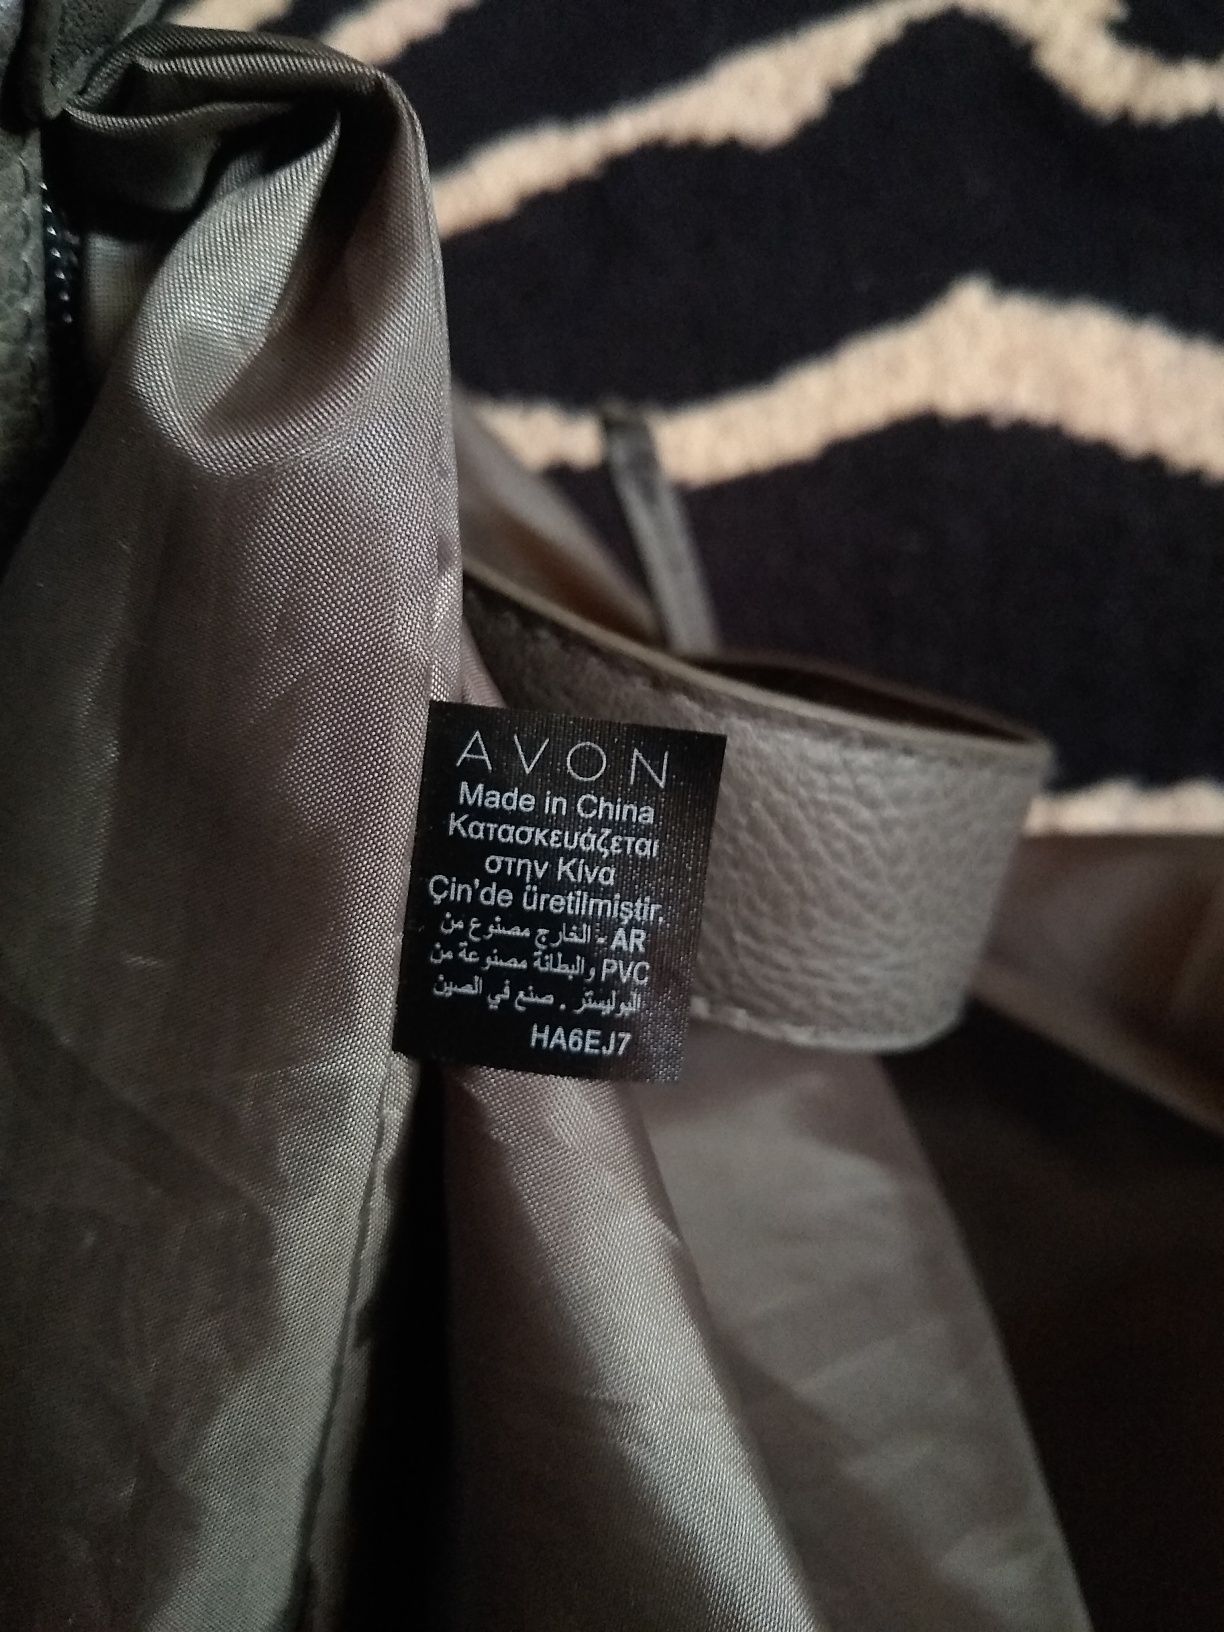 AVON
Made in China
Κατασκευάζεται
στην Κίνα
Çin'de üretilmiştir.
AR - الخارج مصنوع من
PVC والبطانة مصنوعة من
البوليستر . صنع في الصين
HA6EJ7